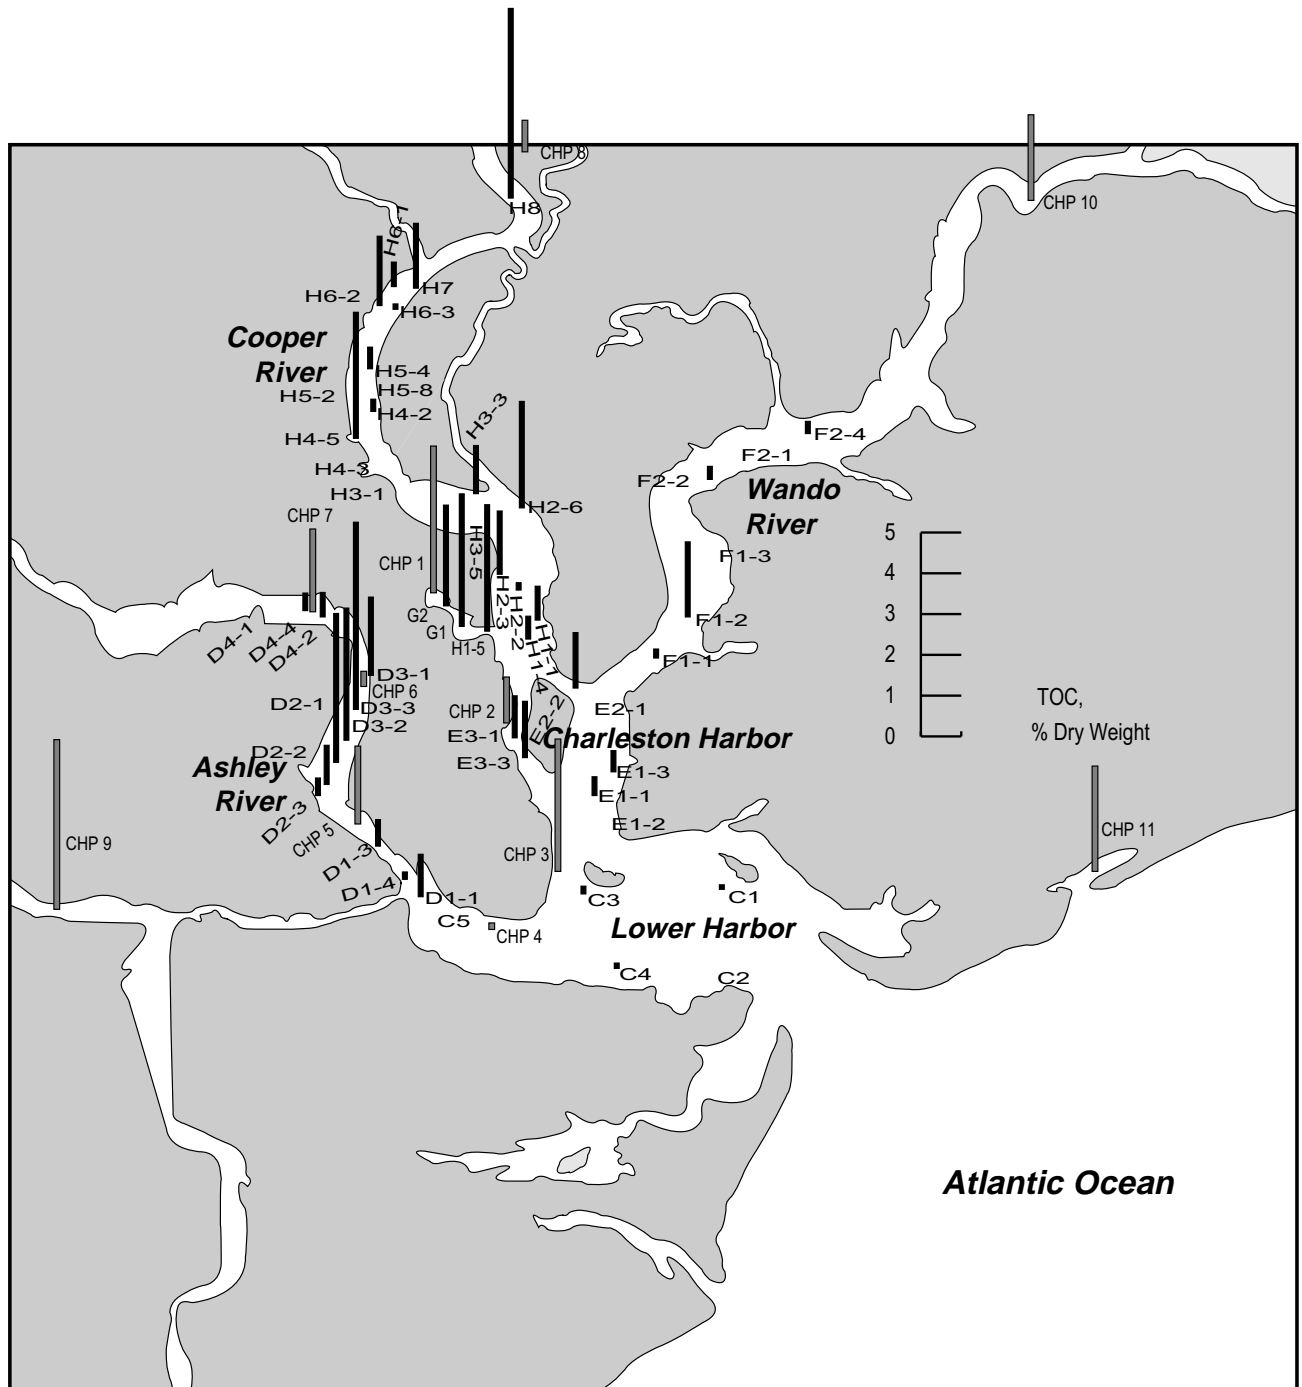 CHP 8
H8
CHP 10
H6-1
H7
H6-2
H6-3
Cooper
River
H5-4
H5-2
H5-8
H4-2
H3-3
H4-5
F2-4
F2-1
H4-3
F2-2
H3-1
Wando
River
H2-6
CHP 7
5
CHP 1
H3-5
F1-3
4
H2-3
H2-2
G2
F1-2
3
G1
H1-5
H1-1
H1-4
D4-1
D4-4
D4-2
F1-1
2
D3-1
CHP 6
D2-1
D3-3
CHP 2
E2-2
E2-1
1
TOC,
% Dry Weight
D3-2
E3-1
Charleston Harbor
0
D2-2
E3-3
Ashley
River
E1-3
E1-1
D2-3
CHP 5
E1-2
CHP 9
CHP 3
CHP 11
D1-3
D1-4
D1-1
C3
C1
C5
CHP 4
Lower Harbor
C4
C2
Atlantic Ocean